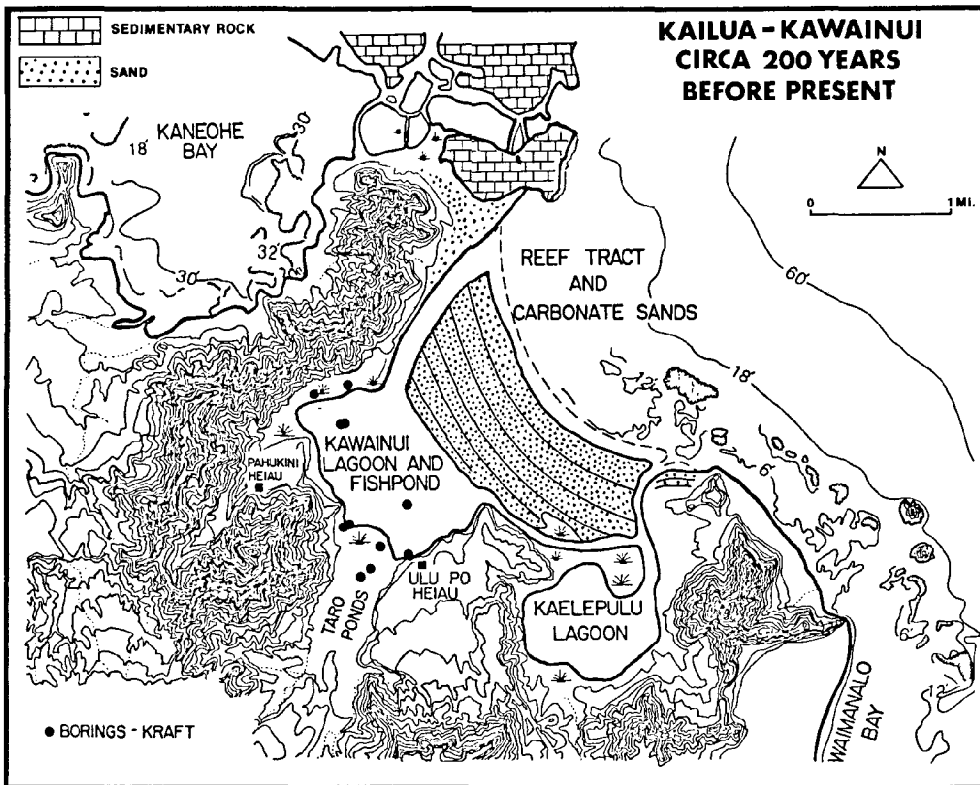 SEDIMENTARY ROCK
SAND
KAILUA - KAWAINUI
CIRCA 200 YEARS
BEFORE PRESENT
KANEOHE
BAY
18'
30'
N
0
1 MI.
32'
30'
?
REEF TRACT
AND
CARBONATE SANDS
60'
18'
KAWAINUI
LAGOON AND
FISHPOND
PAHUKINI
HEIAU
6'
ULU PO
HEIAU
TARO
PONDS
KAELEPULU
LAGOON
6'
12'
WAIMANALO
BAY
BORINGS - KRAFT